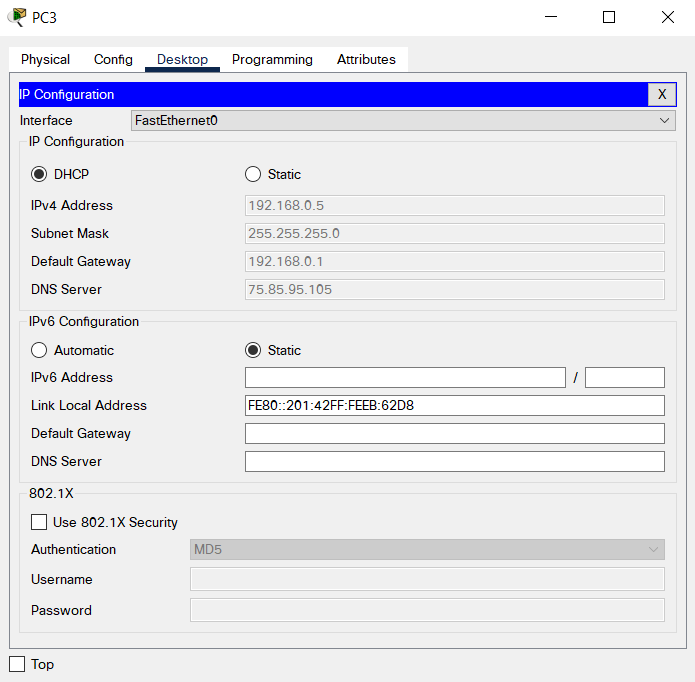 PC3
Physical Config Desktop Programming Attributes
IP Configuration X
Interface FastEthernet0
IP Configuration
DHCP Static
IPv4 Address 192.168.0.5
Subnet Mask 255.255.255.0
Default Gateway 192.168.0.1
DNS Server 75.85.95.105
IPv6 Configuration
Automatic Static
IPv6 Address /
Link Local Address FE80::201:42FF:FEEB:62D8
Default Gateway
DNS Server
802.1X
Use 802.1X Security
Authentication MD5
Username
Password
Top